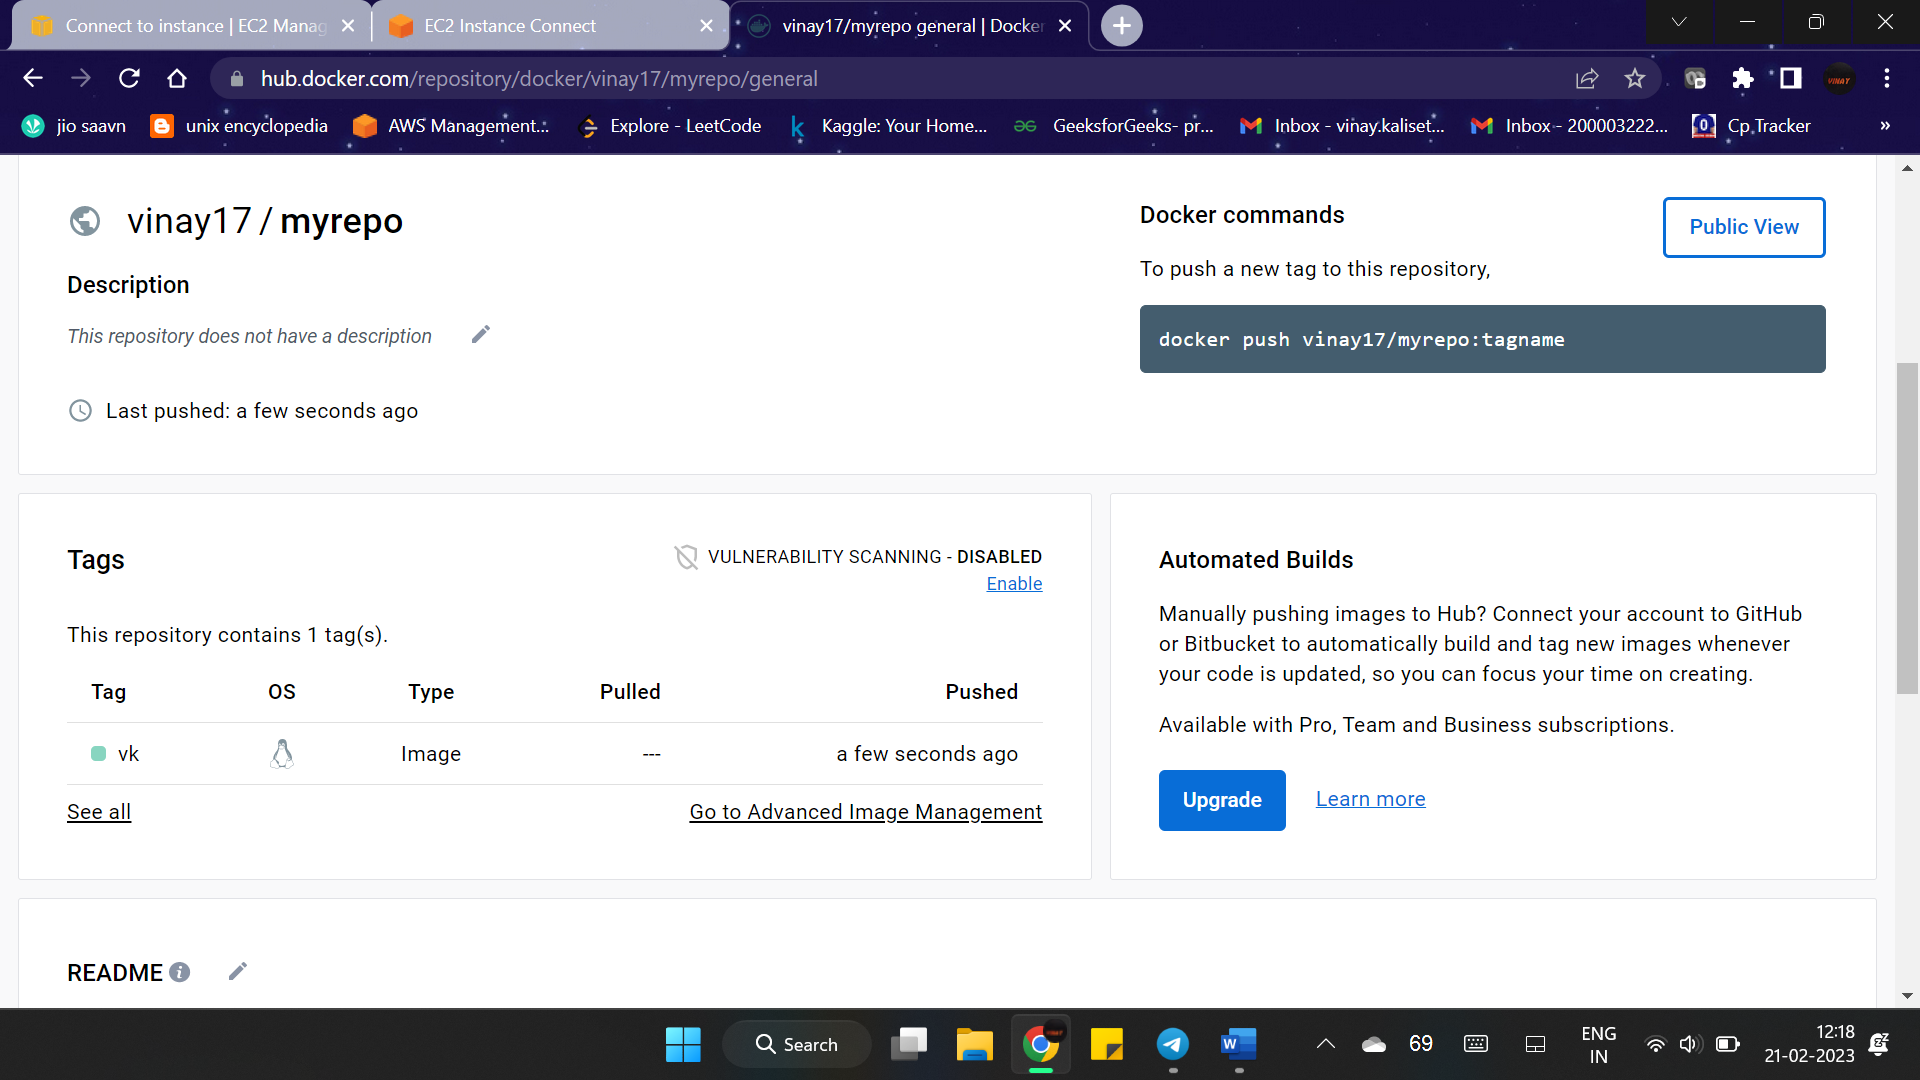 Connect to instance | EC2 Manag
EC2 Instance Connect
vinay17/myrepo general | Docker
hub.docker.com/repository/docker/vinay17/myrepo/general
jio saavn
unix encyclopedia
AWS Management...
Explore - LeetCode
Kaggle: Your Home...
GeeksforGeeks- pr...
Inbox - vinay.kaliset...
Inbox - 200003222...
Cp Tracker
»
vinay17 / myrepo
Description
This repository does not have a description
Last pushed: a few seconds ago
Docker commands
Public View
To push a new tag to this repository,
docker push vinay17/myrepo:tagname
Tags
VULNERABILITY SCANNING - DISABLED
Enable
This repository contains 1 tag(s).
Tag OS Type Pulled Pushed
vk Image --- a few seconds ago
See all
Go to Advanced Image Management
Automated Builds
Manually pushing images to Hub? Connect your account to GitHub
or Bitbucket to automatically build and tag new images whenever
your code is updated, so you can focus your time on creating.
Available with Pro, Team and Business subscriptions.
Upgrade
Learn more
README
Search
69
ENG
IN
12:18
21-02-2023